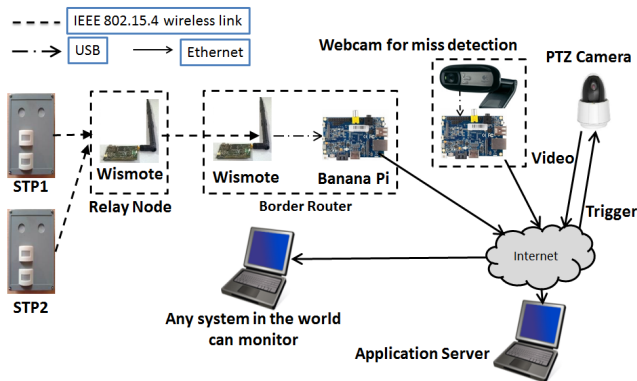 IEEE 802.15.4 wireless link
USB
Ethernet
Webcam for miss detection
PTZ Camera
STP1
Wismote
Relay Node
Wismote
Banana Pi
Border Router
Video
Trigger
STP2
Internet
Any system in the world
can monitor
Application Server